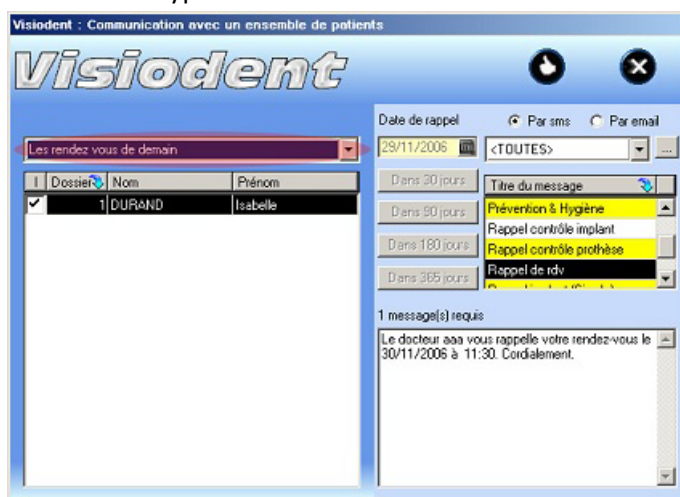 Visiodent : Communication avec un ensemble de patients
Visiodent
Date de rappel
Par sms
Par email
Les rendez vous de demain
29/11/2006
<TOUTES>
...
I Dossier Nom Prénom
1 DURAND Isabelle
Dans 30 jours
Dans 90 jours
Dans 180 jours
Dans 365 jours
Titre du message
Prévention & Hygiène
Rappel contrôle implant
Rappel contrôle prothèse
Rappel de rdv
1 message(s) requis
Le docteur aaa vous rappelle votre rendez-vous le
30/11/2006 à 11:30. Cordialement.